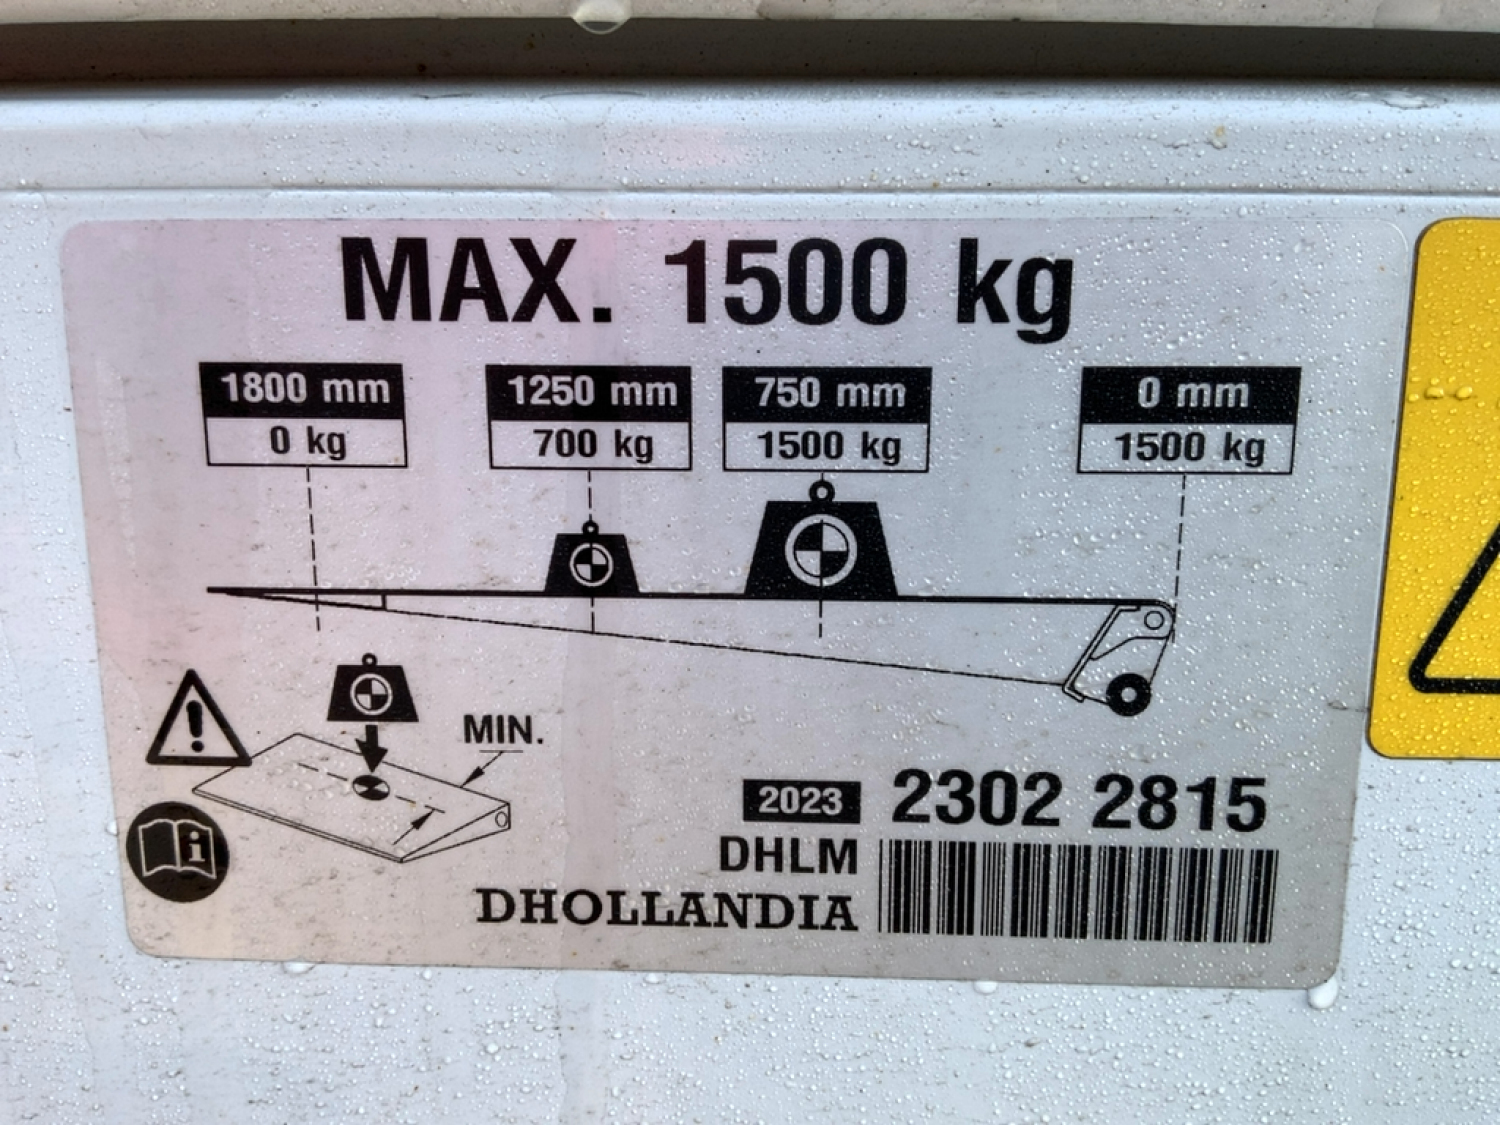 MAX. 1500 kg
1800 mm 1250 mm 750 mm 0 mm
0 kg 700 kg 1500 kg 1500 kg
MIN.
2023 2302 2815
DHLM
DHOLLANDIA